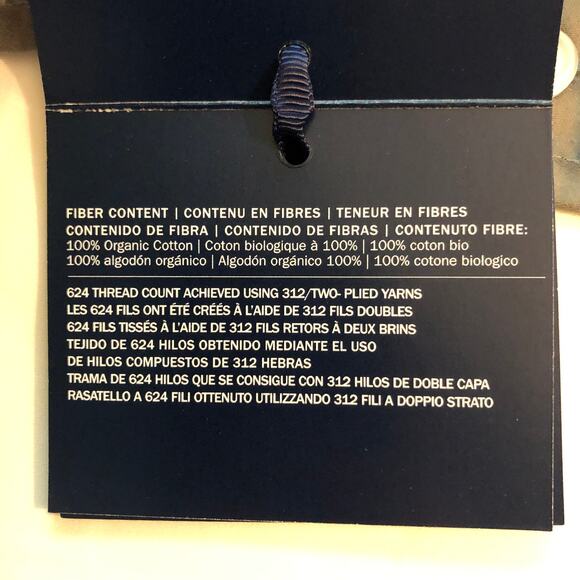 FIBER CONTENT | CONTENU EN FIBRES | TENEUR EN FIBRES
CONTENIDO DE FIBRA | CONTENIDO DE FIBRAS | CONTENUTO FIBRE:
100% Organic Cotton | Coton biologique à 100% | 100% coton bio
100% algodón orgánico | Algodón orgánico 100% | 100% cotone biologico
624 THREAD COUNT ACHIEVED USING 312/TWO- PLIED YARNS
LES 624 FILS ONT ÉTÉ CRÉÉS À L'AIDE DE 312 FILS DOUBLES
624 FILS TISSÉS À L'AIDE DE 312 FILS RETORS À DEUX BRINS
TEJIDO DE 624 HILOS OBTENIDO MEDIANTE EL USO
DE HILOS COMPUESTOS DE 312 HEBRAS
TRAMA DE 624 HILOS QUE SE CONSIGUE CON 312 HILOS DE DOBLE CAPA
RASATELLO A 624 FILI OTTENUTO UTILIZZANDO 312 FILI A DOPPIO STRATO